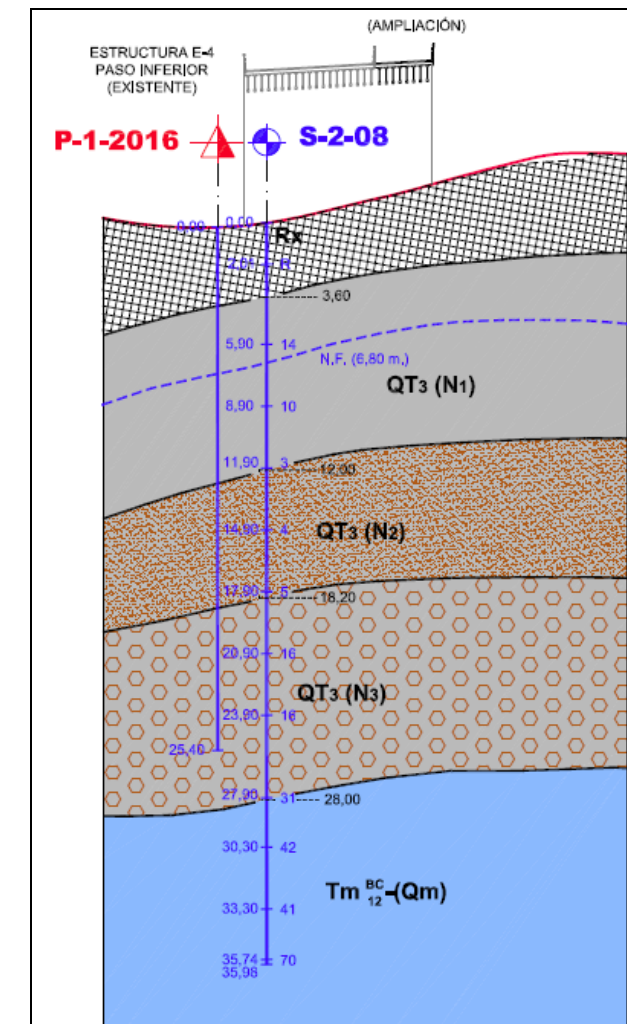 (AMPLIACIÓN)
ESTRUCTURA E-4
PASO INFERIOR
(EXISTENTE)
P-1-2016
S-2-08
0,00
0,00
Rx
R
3,60
5,90
14
N.F. (6,80 m.)
QT3 (N1)
8,90
10
11,90
3
12,00
14,90
4
QT3 (N2)
17,90
5
18,20
20,90
16
QT3 (N3)
23,90
16
25,40
27,90
31
28,00
30,30
42
Tm BC 12 -(Qm)
33,30
41
35,74
70
35,98